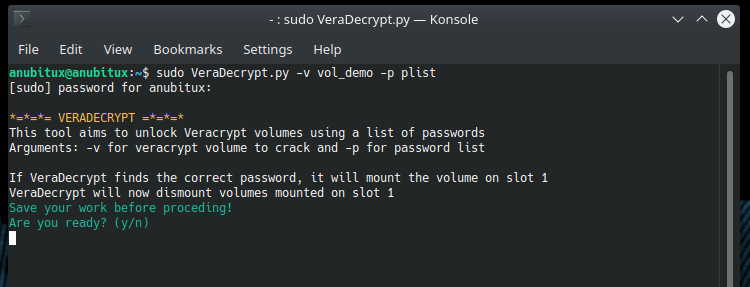 - : sudo VeraDecrypt.py — Konsole
File Edit View Bookmarks Settings Help
anubitux@anubitux:~$ sudo VeraDecrypt.py -v vol_demo -p plist
[sudo] password for anubitux:
*=*=*= VERADECRYPT =*=*=*
This tool aims to unlock Veracrypt volumes using a list of passwords
Arguments: -v for veracrypt volume to crack and -p for password list
If VeraDecrypt finds the correct password, it will mount the volume on slot 1
VeraDecrypt will now dismount volumes mounted on slot 1
Save your work before proceding!
Are you ready? (y/n)